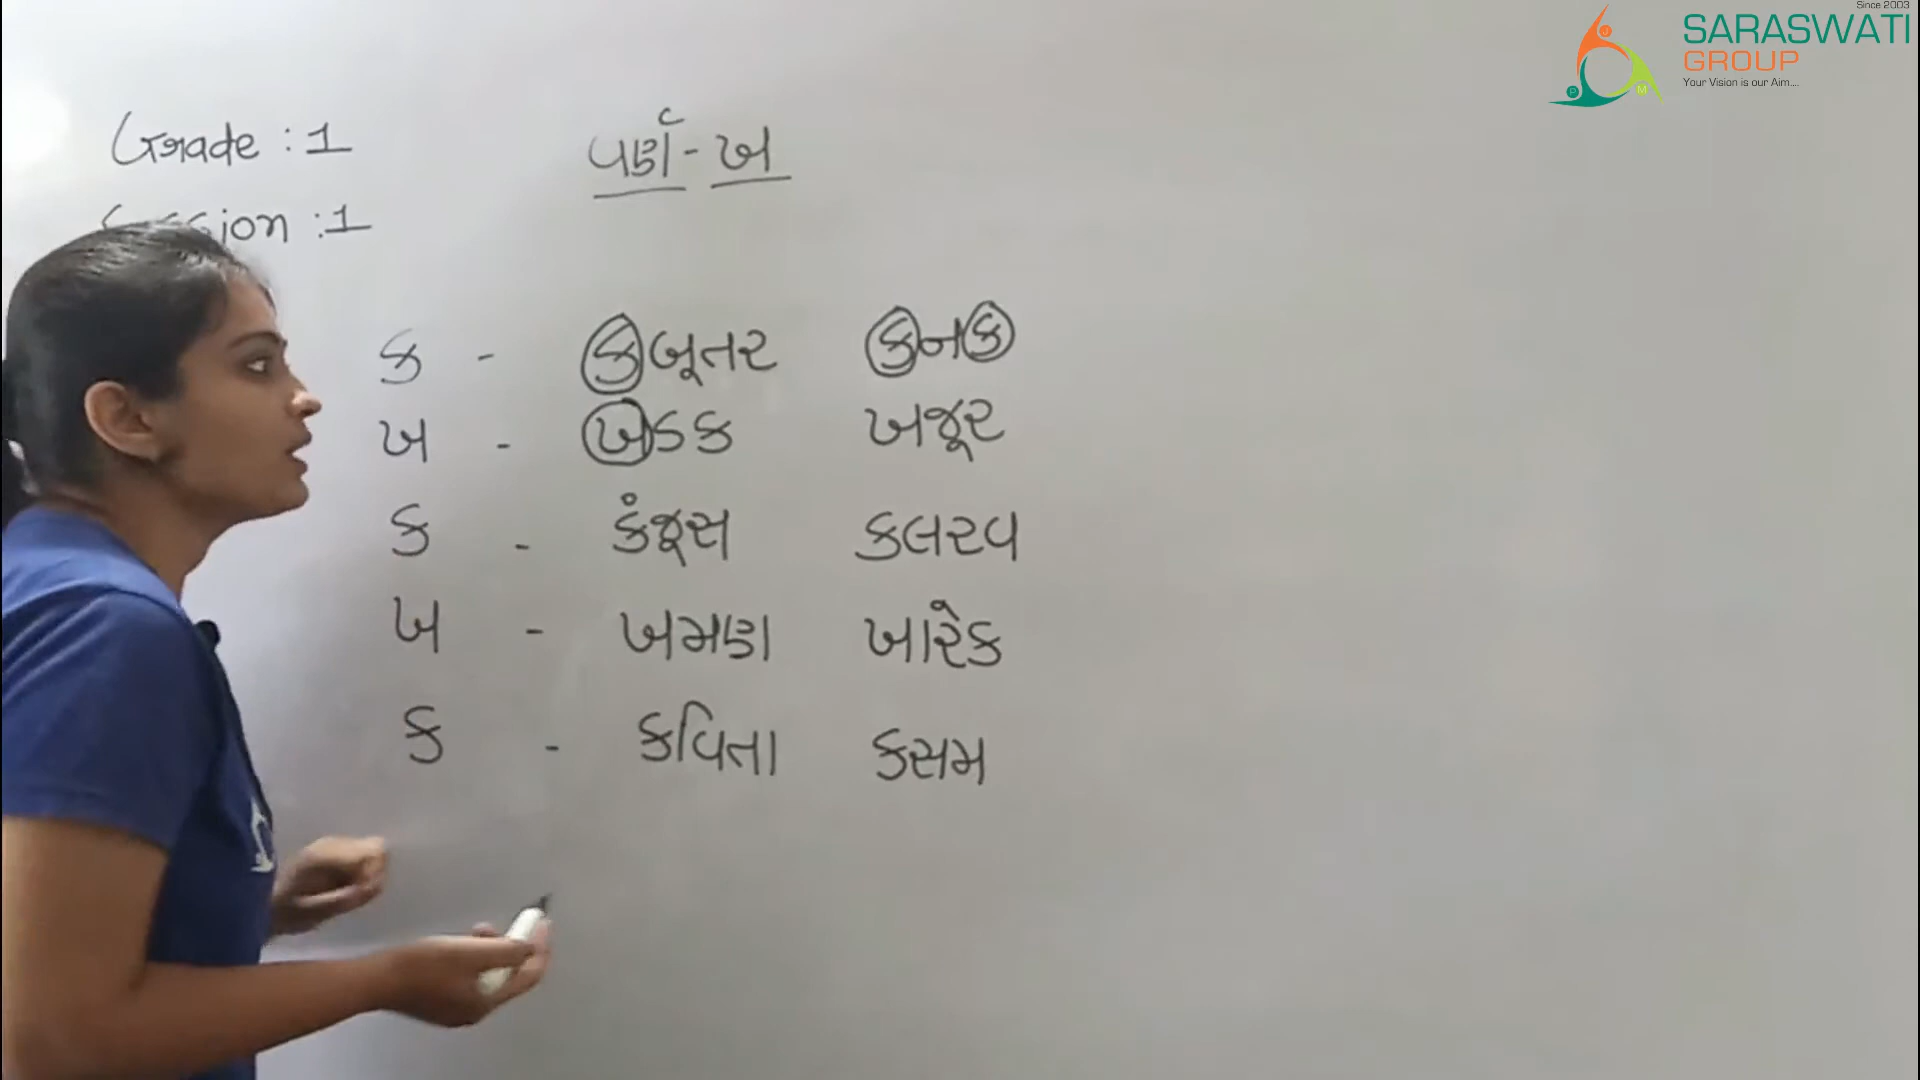 Since 2003
SARASWATI
GROUP
Your Vision is our Aim....
J
P
M
Grade : 1
વર્ણ - ખ
:1
ક - કબૂતર કનક
ખ - ખડક ખજૂર
ક - કંજૂસ કલરવ
ખ - ખમણ ખારેક
ક - કવિતા કસમ